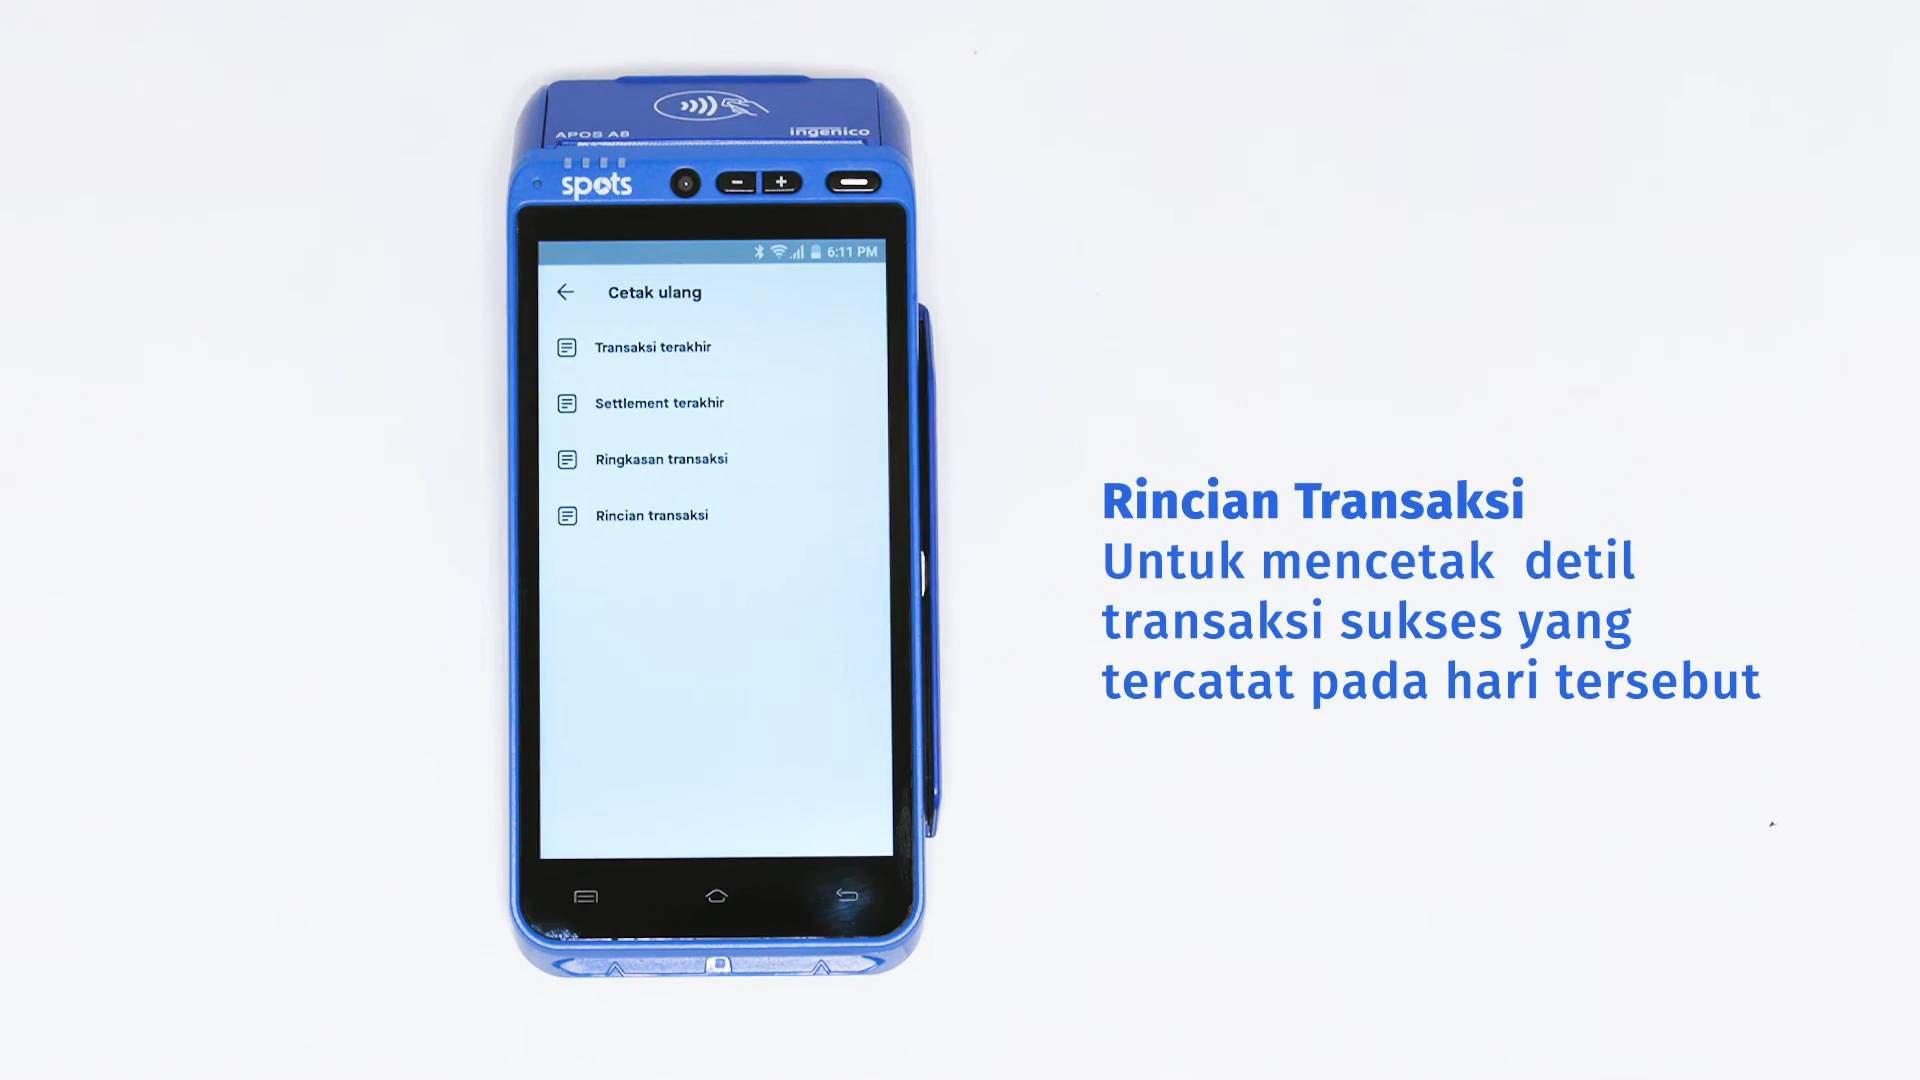 APOS A8
ingenico
spots
6:11 PM
Cetak ulang
Transaksi terakhir
Settlement terakhir
Ringkasan transaksi
Rincian transaksi
Rincian Transaksi
Untuk mencetak  detil
transaksi sukses yang
tercatat pada hari tersebut